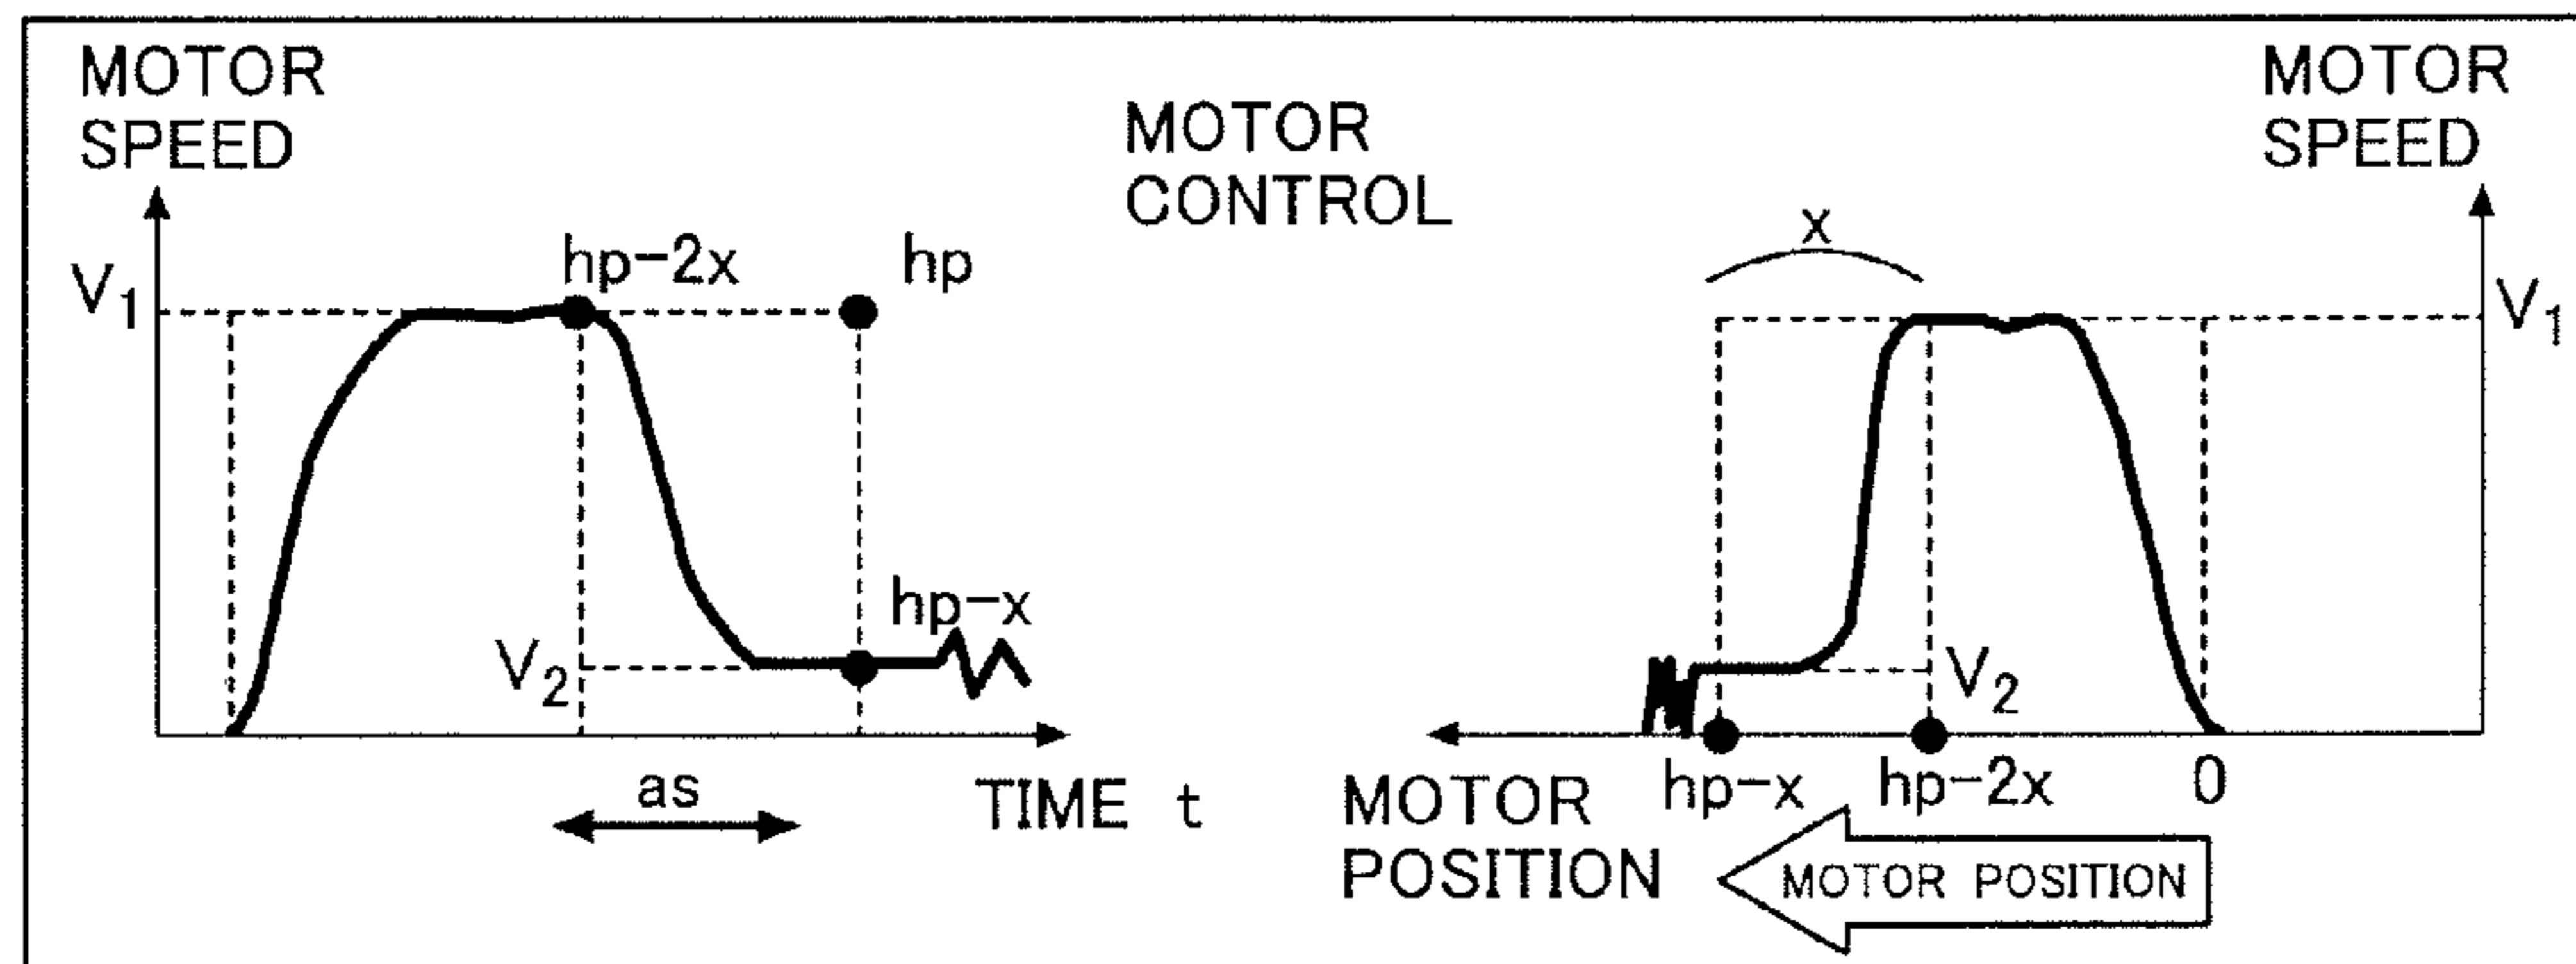 MOTOR
SPEED
MOTOR
CONTROL
MOTOR
SPEED
V1
hp-2x
hp
x
V1
hp-x
V2
V2
as
TIME t
MOTOR
POSITION
hp-x
hp-2x
0
MOTOR POSITION